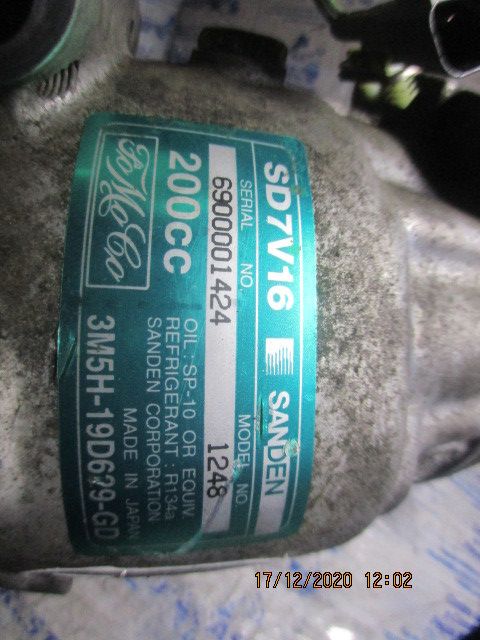 SD7V16 SANDEN
SERIAL NO. MODEL NO.
6900001424 1248
200cc
OIL : SP-10 OR EQUIV
REFRIGERANT : R134a
SANDEN CORPORATION
MADE IN JAPAN
FoMoCo
3M5H-19D629-GD
17/12/2020 12:02